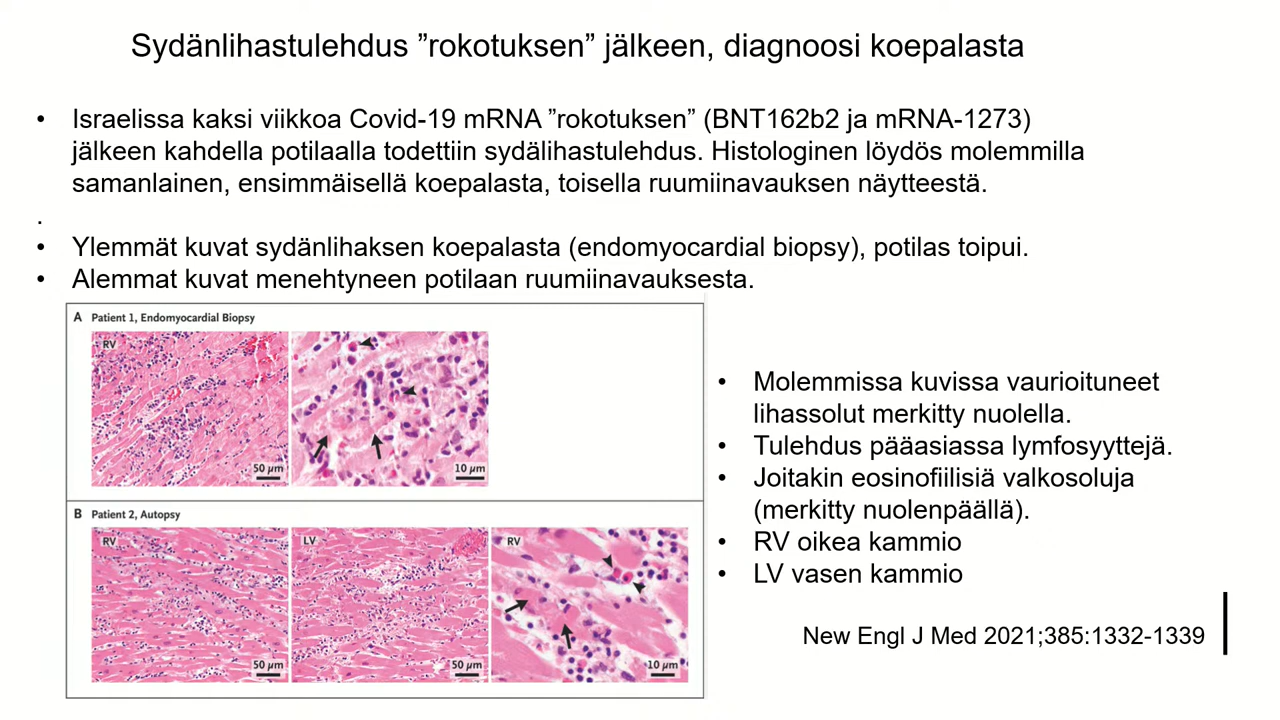 Sydänlihastulehdus ”rokotuksen” jälkeen, diagnoosi koepalasta
• Israelissa kaksi viikkoa Covid-19 mRNA ”rokotuksen” (BNT162b2 ja mRNA-1273)
jälkeen kahdella potilaalla todettiin sydälihastulehdus. Histologinen löydös molemmilla
samanlainen, ensimmäisellä koepalasta, toisella ruumiinavauksen näytteestä.
.
• Ylemmät kuvat sydänlihaksen koepalasta (endomyocardial biopsy), potilas toipui.
• Alemmat kuvat menehtyneen potilaan ruumiinavauksesta.
A Patient 1, Endomyocardial Biopsy
RV
50 µm
10 µm
B Patient 2, Autopsy
RV
50 µm
LV
50 µm
RV
10 µm
• Molemmissa kuvissa vaurioituneet
lihassolut merkitty nuolella.
• Tulehdus pääasiassa lymfosyyttejä.
• Joitakin eosinofiilisiä valkosoluja
(merkitty nuolenpäällä).
• RV oikea kammio
• LV vasen kammio
New Engl J Med 2021;385:1332-1339